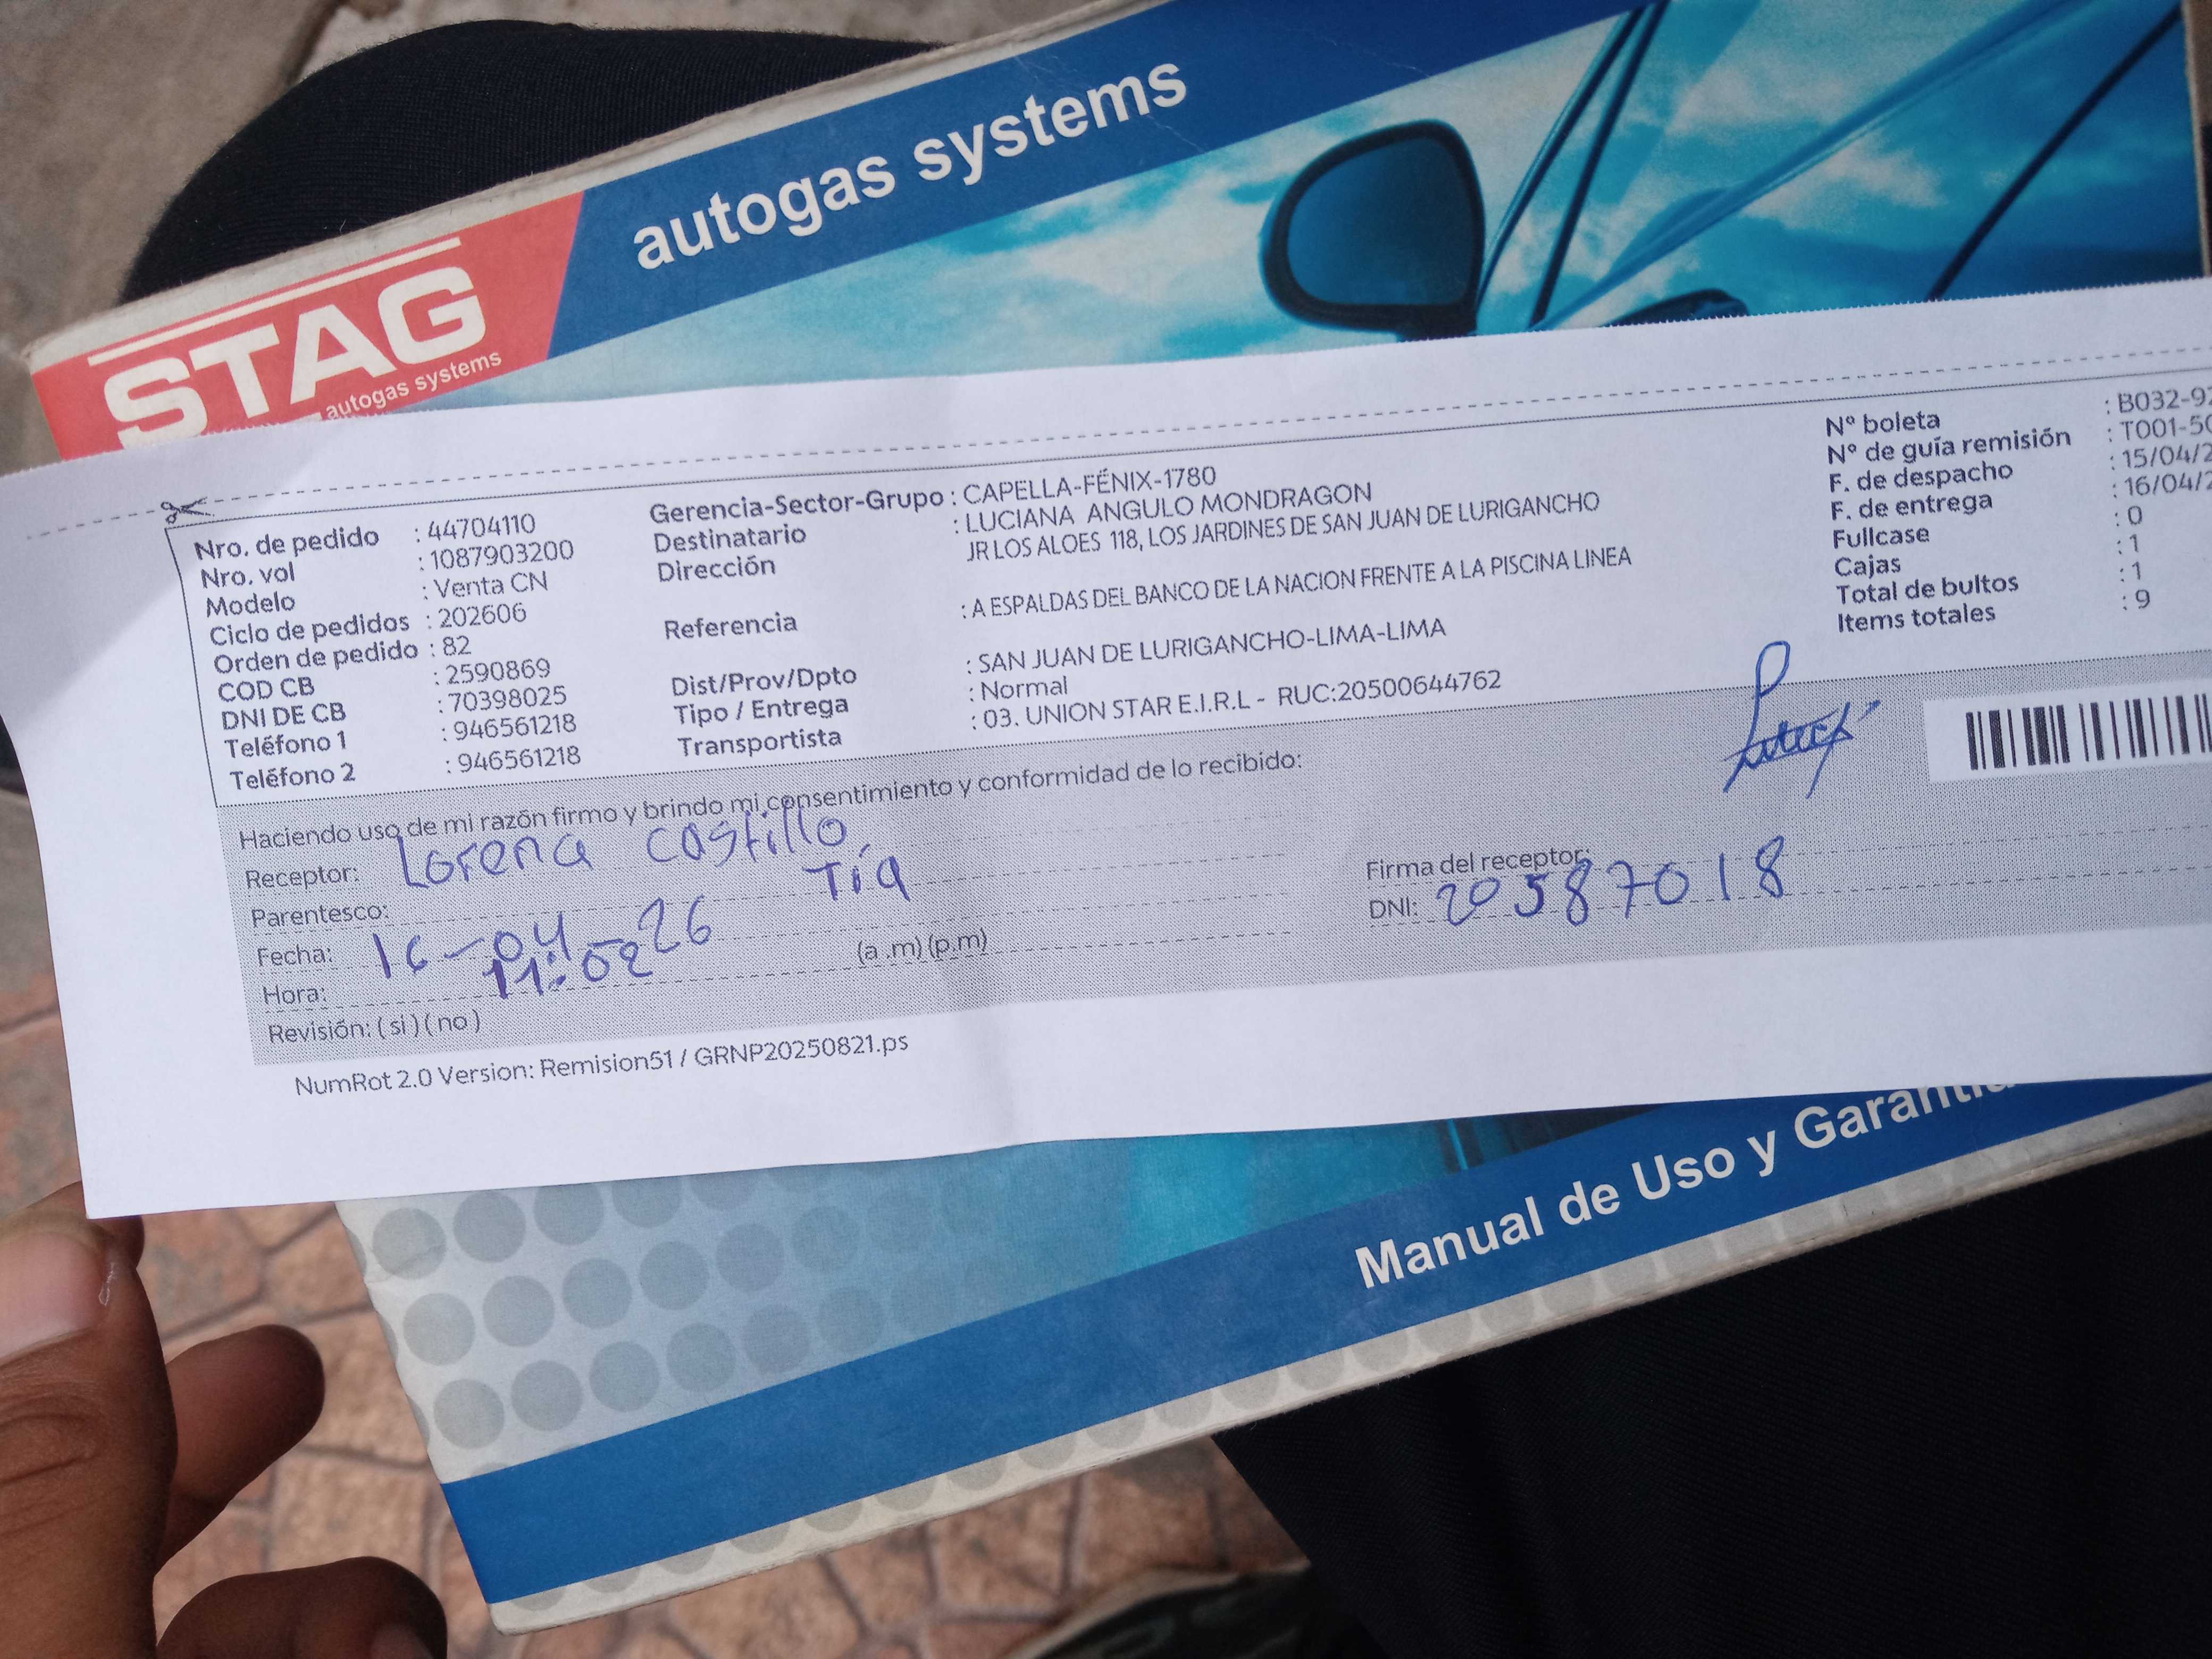 autogas systems
STAG
autogas systems
Nro. de pedido : 44704110
Nro. vol : 1087903200
Modelo : Venta CN
Ciclo de pedidos : 202606
Orden de pedido : 82
COD CB : 2590869
DNI DE CB : 70398025
Teléfono 1 : 946561218
Teléfono 2 : 946561218
Gerencia-Sector-Grupo : CAPELLA-FÉNIX-1780
Destinatario : LUCIANA ANGULO MONDRAGON
Dirección JR LOS ALOES 118, LOS JARDINES DE SAN JUAN DE LURIGANCHO
Referencia : A ESPALDAS DEL BANCO DE LA NACION FRENTE A LA PISCINA LINEA
Dist/Prov/Dpto : SAN JUAN DE LURIGANCHO-LIMA-LIMA
Tipo / Entrega : Normal
Transportista : 03. UNION STAR E.I.R.L - RUC:20500644762
Nº boleta : B032-92
Nº de guía remisión : T001-50
F. de despacho : 15/04/2
F. de entrega : 16/04/2
Fullcase : 0
Cajas : 1
Total de bultos : 1
Items totales : 9
Haciendo uso de mi razón firmo y brindo mi consentimiento y conformidad de lo recibido:
Receptor: Lorena Castillo
Parentesco: Tía
Fecha: 16-04-26
Hora: 11:02 (a .m) (p.m)
Revisión: ( si ) ( no )
Firma del receptor:
DNI: 20587018
NumRot 2.0 Version: Remision51 / GRNP20250821.ps
Manual de Uso y Garantía